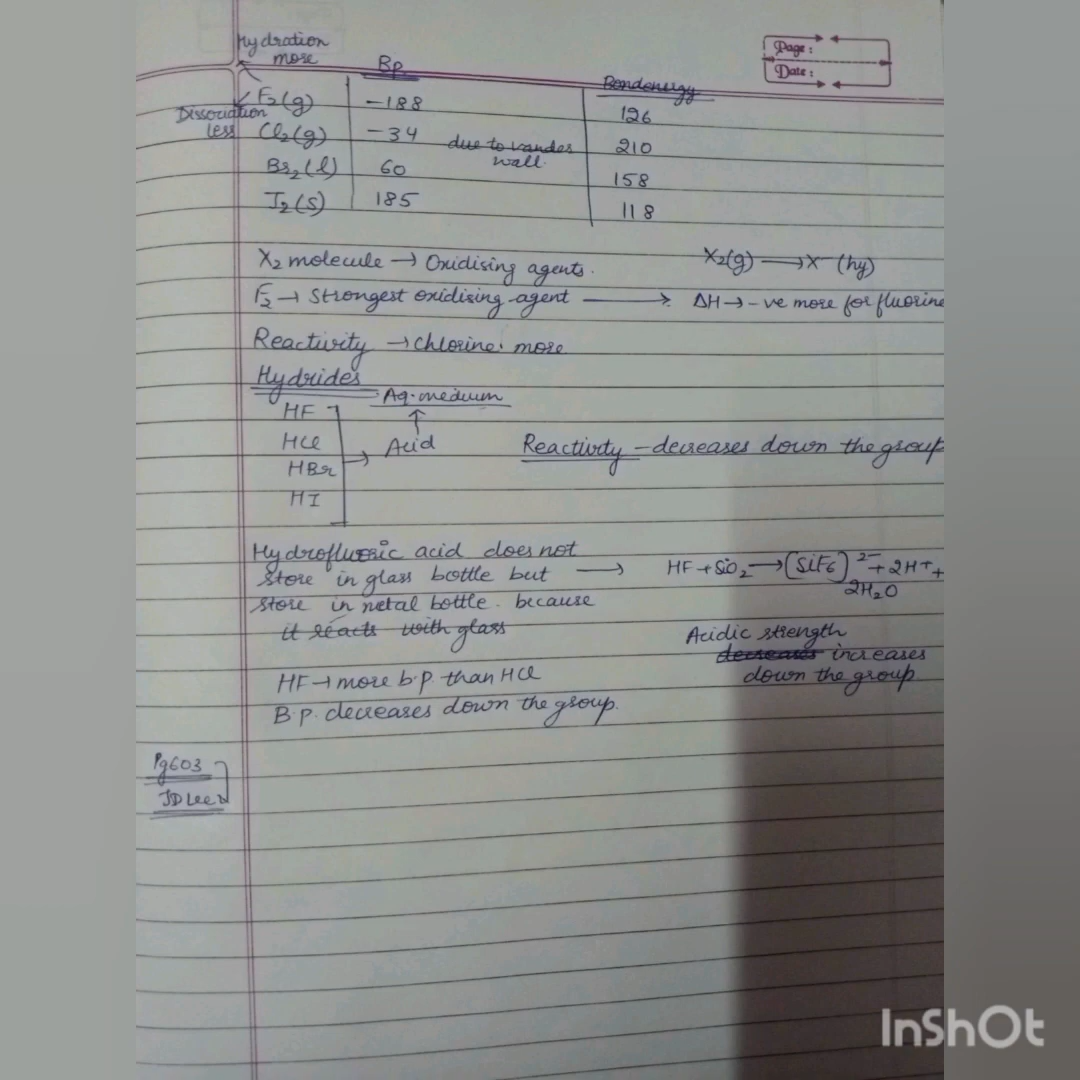 Hydration more
Page :
Date :
Bp
Bondenergy
F₂(g) -188 126
Dissociation less
Cl₂(g) -34 due to vander wall. 210
Br₂(l) 60 158
I₂(s) 185 118
X₂ molecule → Oxidising agents. X₂(g) → X⁻ (hy)
F₂ → Strongest oxidising agent → ΔH → -ve more for fluorine
Reactivity → Chlorine more
Hydrides
Aq. medium
HF
HCl → Acid Reactivity - decreases down the group
HBr
HI
Hydrofluoric acid does not
store in glass bottle but → HF + SiO₂ → (SiF₆)²⁻ + 2H⁺ +
2H₂O
store in metal bottle. because
it reacts with glass
Acidic strength
decreases increases
down the group
HF → more b.p. than HCl
B.p. decreases down the group.
Pg603
JD Lee
InShOt